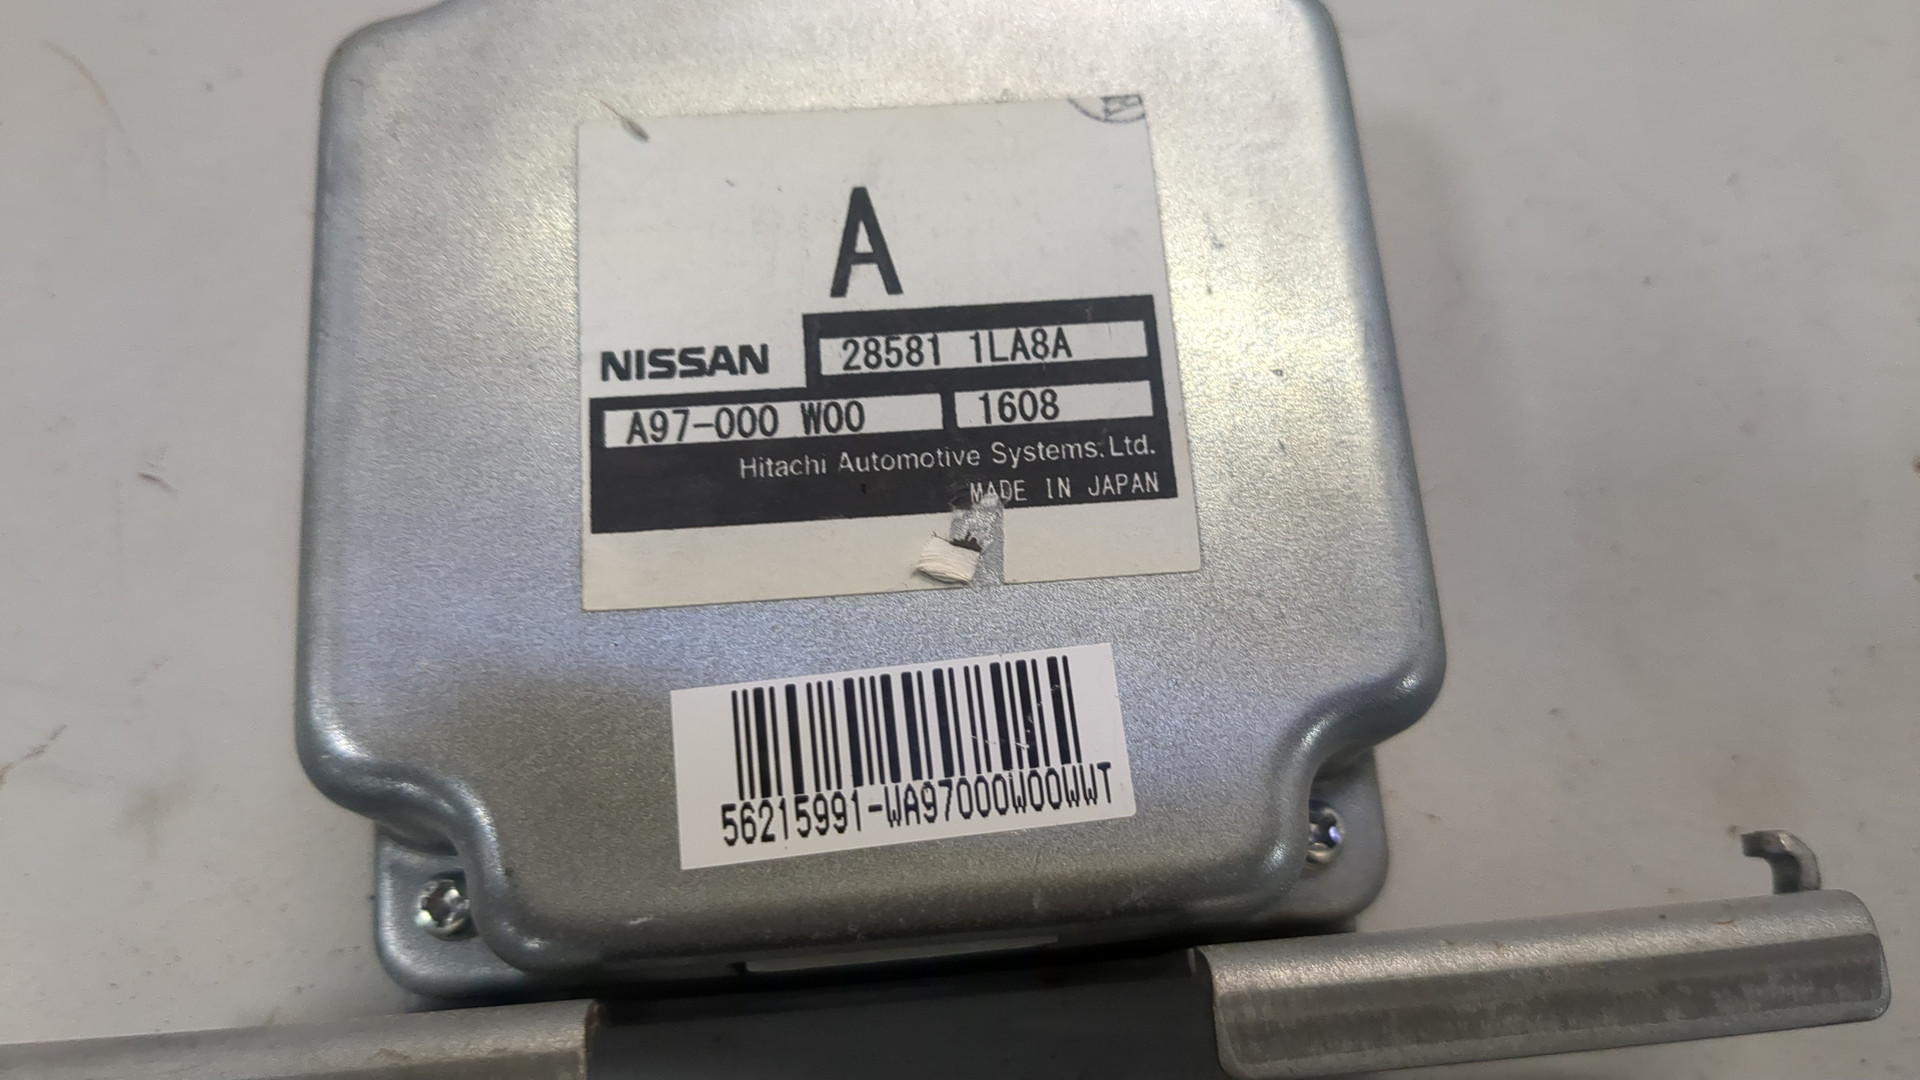 A
NISSAN 28581 1LA8A
A97-000 W00 1608
Hitachi Automotive Systems.Ltd.
MADE IN JAPAN
56215991-WA97000W00WWT